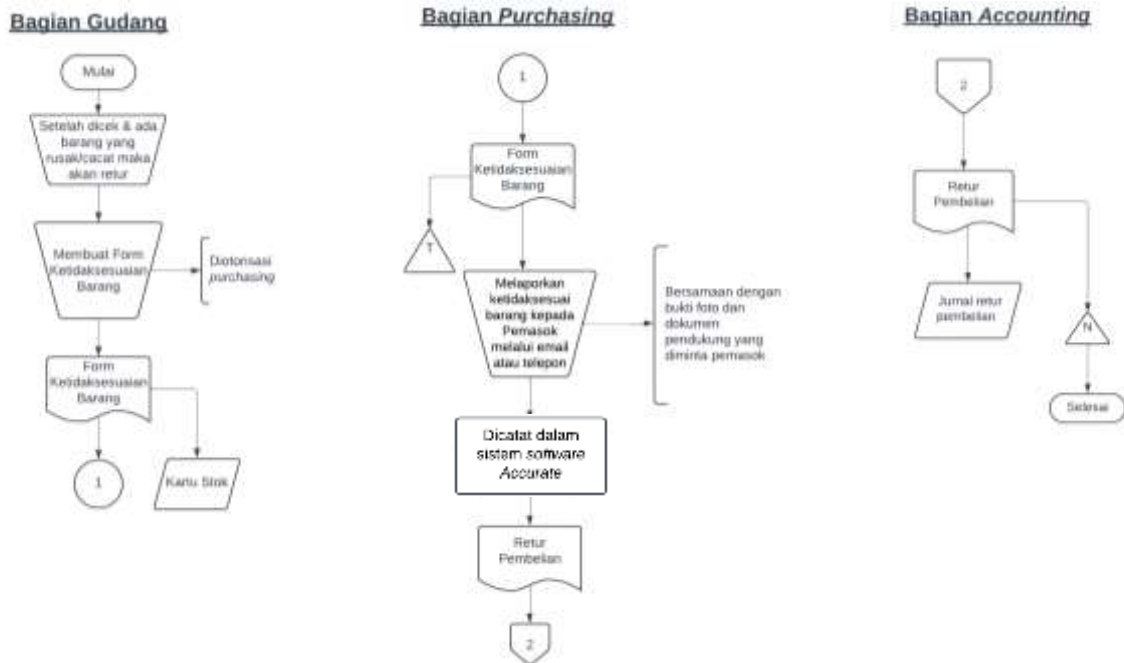 Bagian Gudang
Mulai
Setelah dicek & ada
barang yang
rusak/cacat maka
akan retur
Membuat Form
Ketidaksesuaian
Barang
Diotorisasi
purchasing
Form
Ketidaksesuaian
Barang
1
Kartu Stok
Bagian Purchasing
1
Form
Ketidaksesuaian
Barang
T
Melaporkan
ketidaksesuai
barang kepada
Pemasok
melalui email
atau telepon
Bersamaan dengan
bukti foto dan
dokumen
pendukung yang
diminta pemasok
Dicatat dalam
sistem software
Accurate
Retur
Pembelian
2
Bagian Accounting
2
Retur
Pembelian
Jurnal retur
pembelian
N
Selesai